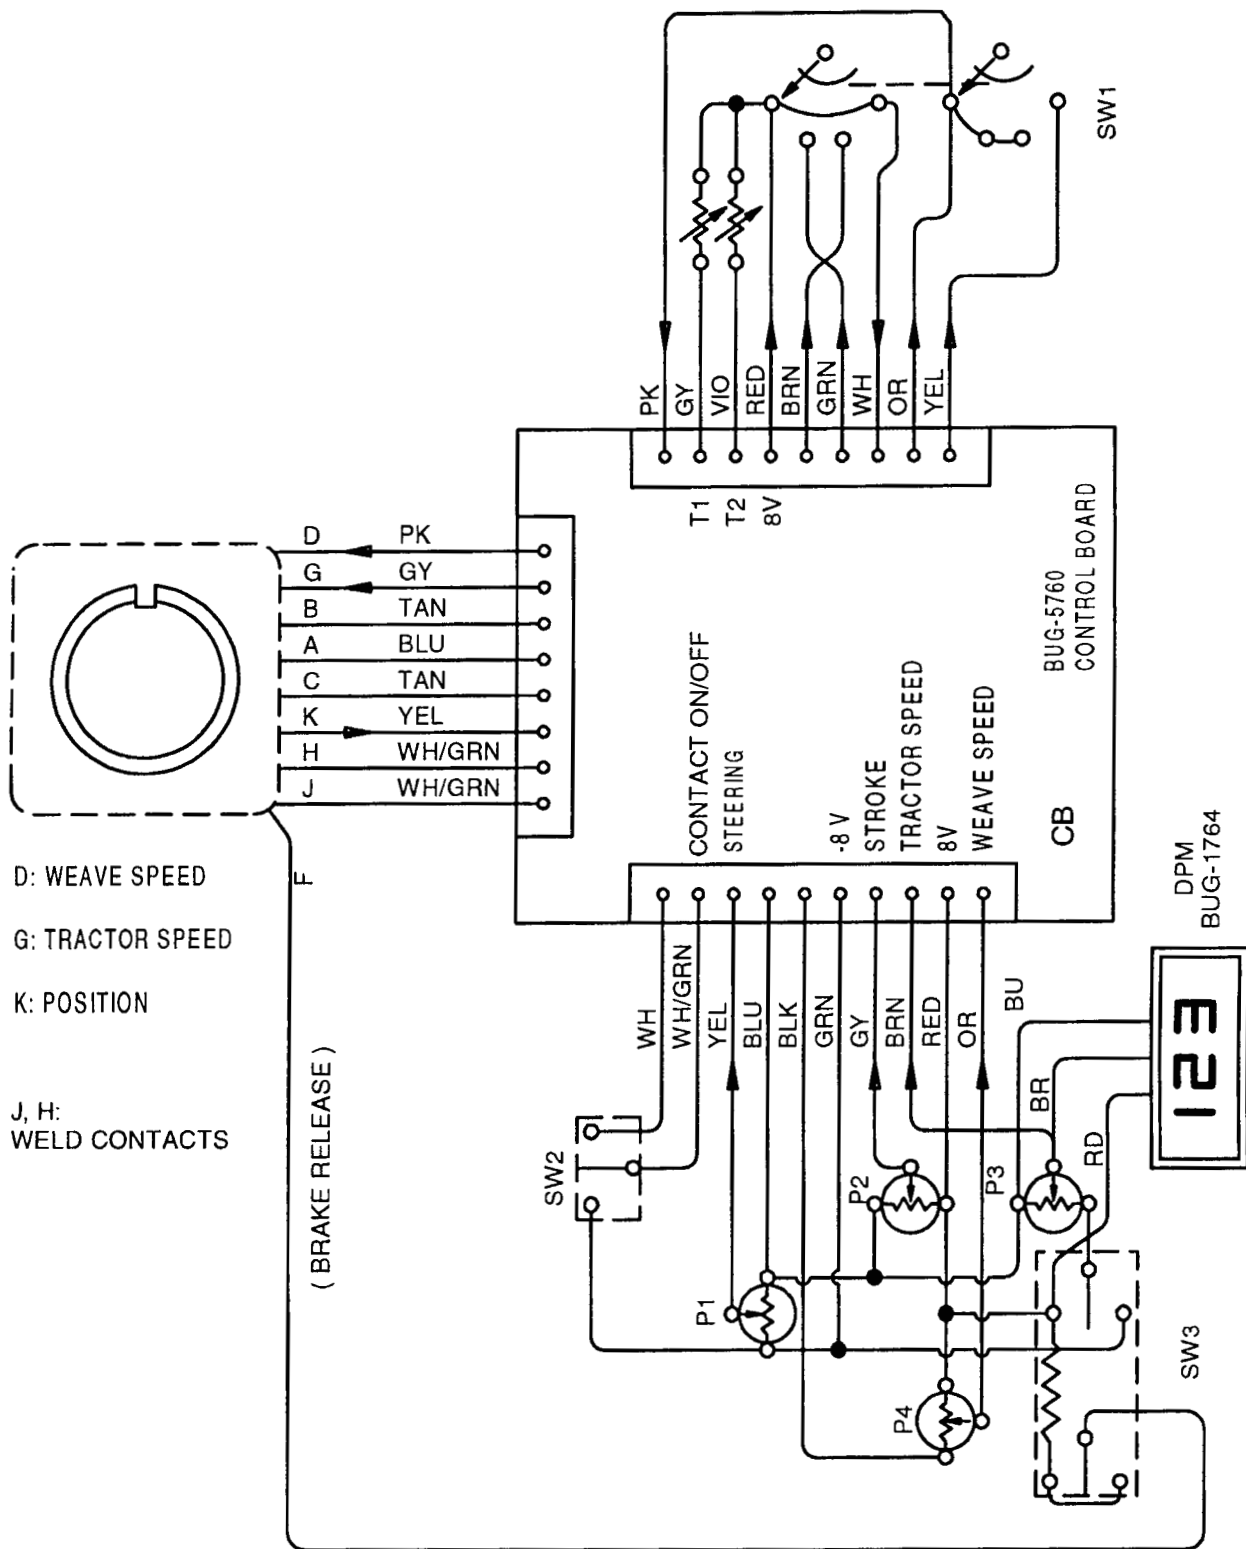 SW1
PK
GY
VIO
RED
BRN
GRN
WH
OR
YEL
T1
T2
8V
D PK
G GY
B TAN
A BLU
C TAN
K YEL
H WH/GRN
J WH/GRN
CONTACT ON/OFF
STEERING
-8 V
STROKE
TRACTOR SPEED
8V
WEAVE SPEED
BUG-5760
CONTROL BOARD
CB
D: WEAVE SPEED
G: TRACTOR SPEED
K: POSITION
J, H:
WELD CONTACTS
F
( BRAKE RELEASE )
WH
WH/GRN
YEL
BLU
BLK
GRN
GY
BRN
RED
OR
BU
BR
RD
DPM
BUG-1764
SW2
P1
P2
P3
P4
SW3